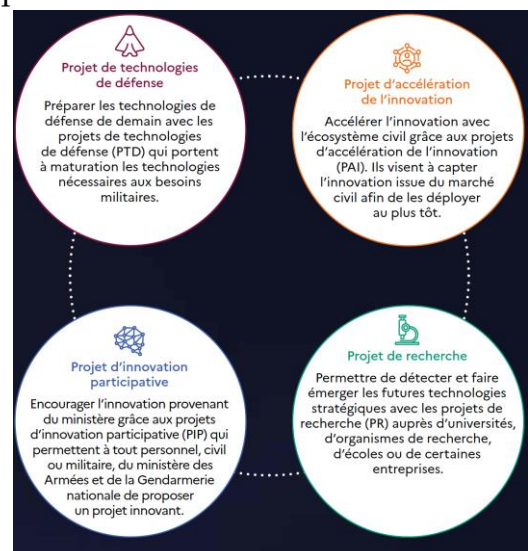 Projet de technologies
de défense
Préparer les technologies de
défense de demain avec les
projets de technologies
de défense (PTD) qui portent
à maturation les technologies
nécessaires aux besoins
militaires.
Projet d'accélération
de l'innovation
Accélérer l'innovation avec
l'écosystème civil grâce aux projets
d'accélération de l'innovation
(PAI). Ils visent à capter
l'innovation issue du marché
civil afin de les déployer
au plus tôt.
Projet d'innovation
participative
Encourager l'innovation provenant
du ministère grâce aux projets
d'innovation participative (PIP) qui
permettent à tout personnel, civil
ou militaire, du ministère des
Armées et de la Gendarmerie
nationale de proposer
un projet innovant.
Projet de recherche
Permettre de détecter et faire
émerger les futures technologies
stratégiques avec les projets de
recherche (PR) auprès d'universités,
d'organismes de recherche,
d'écoles ou de certaines
entreprises.